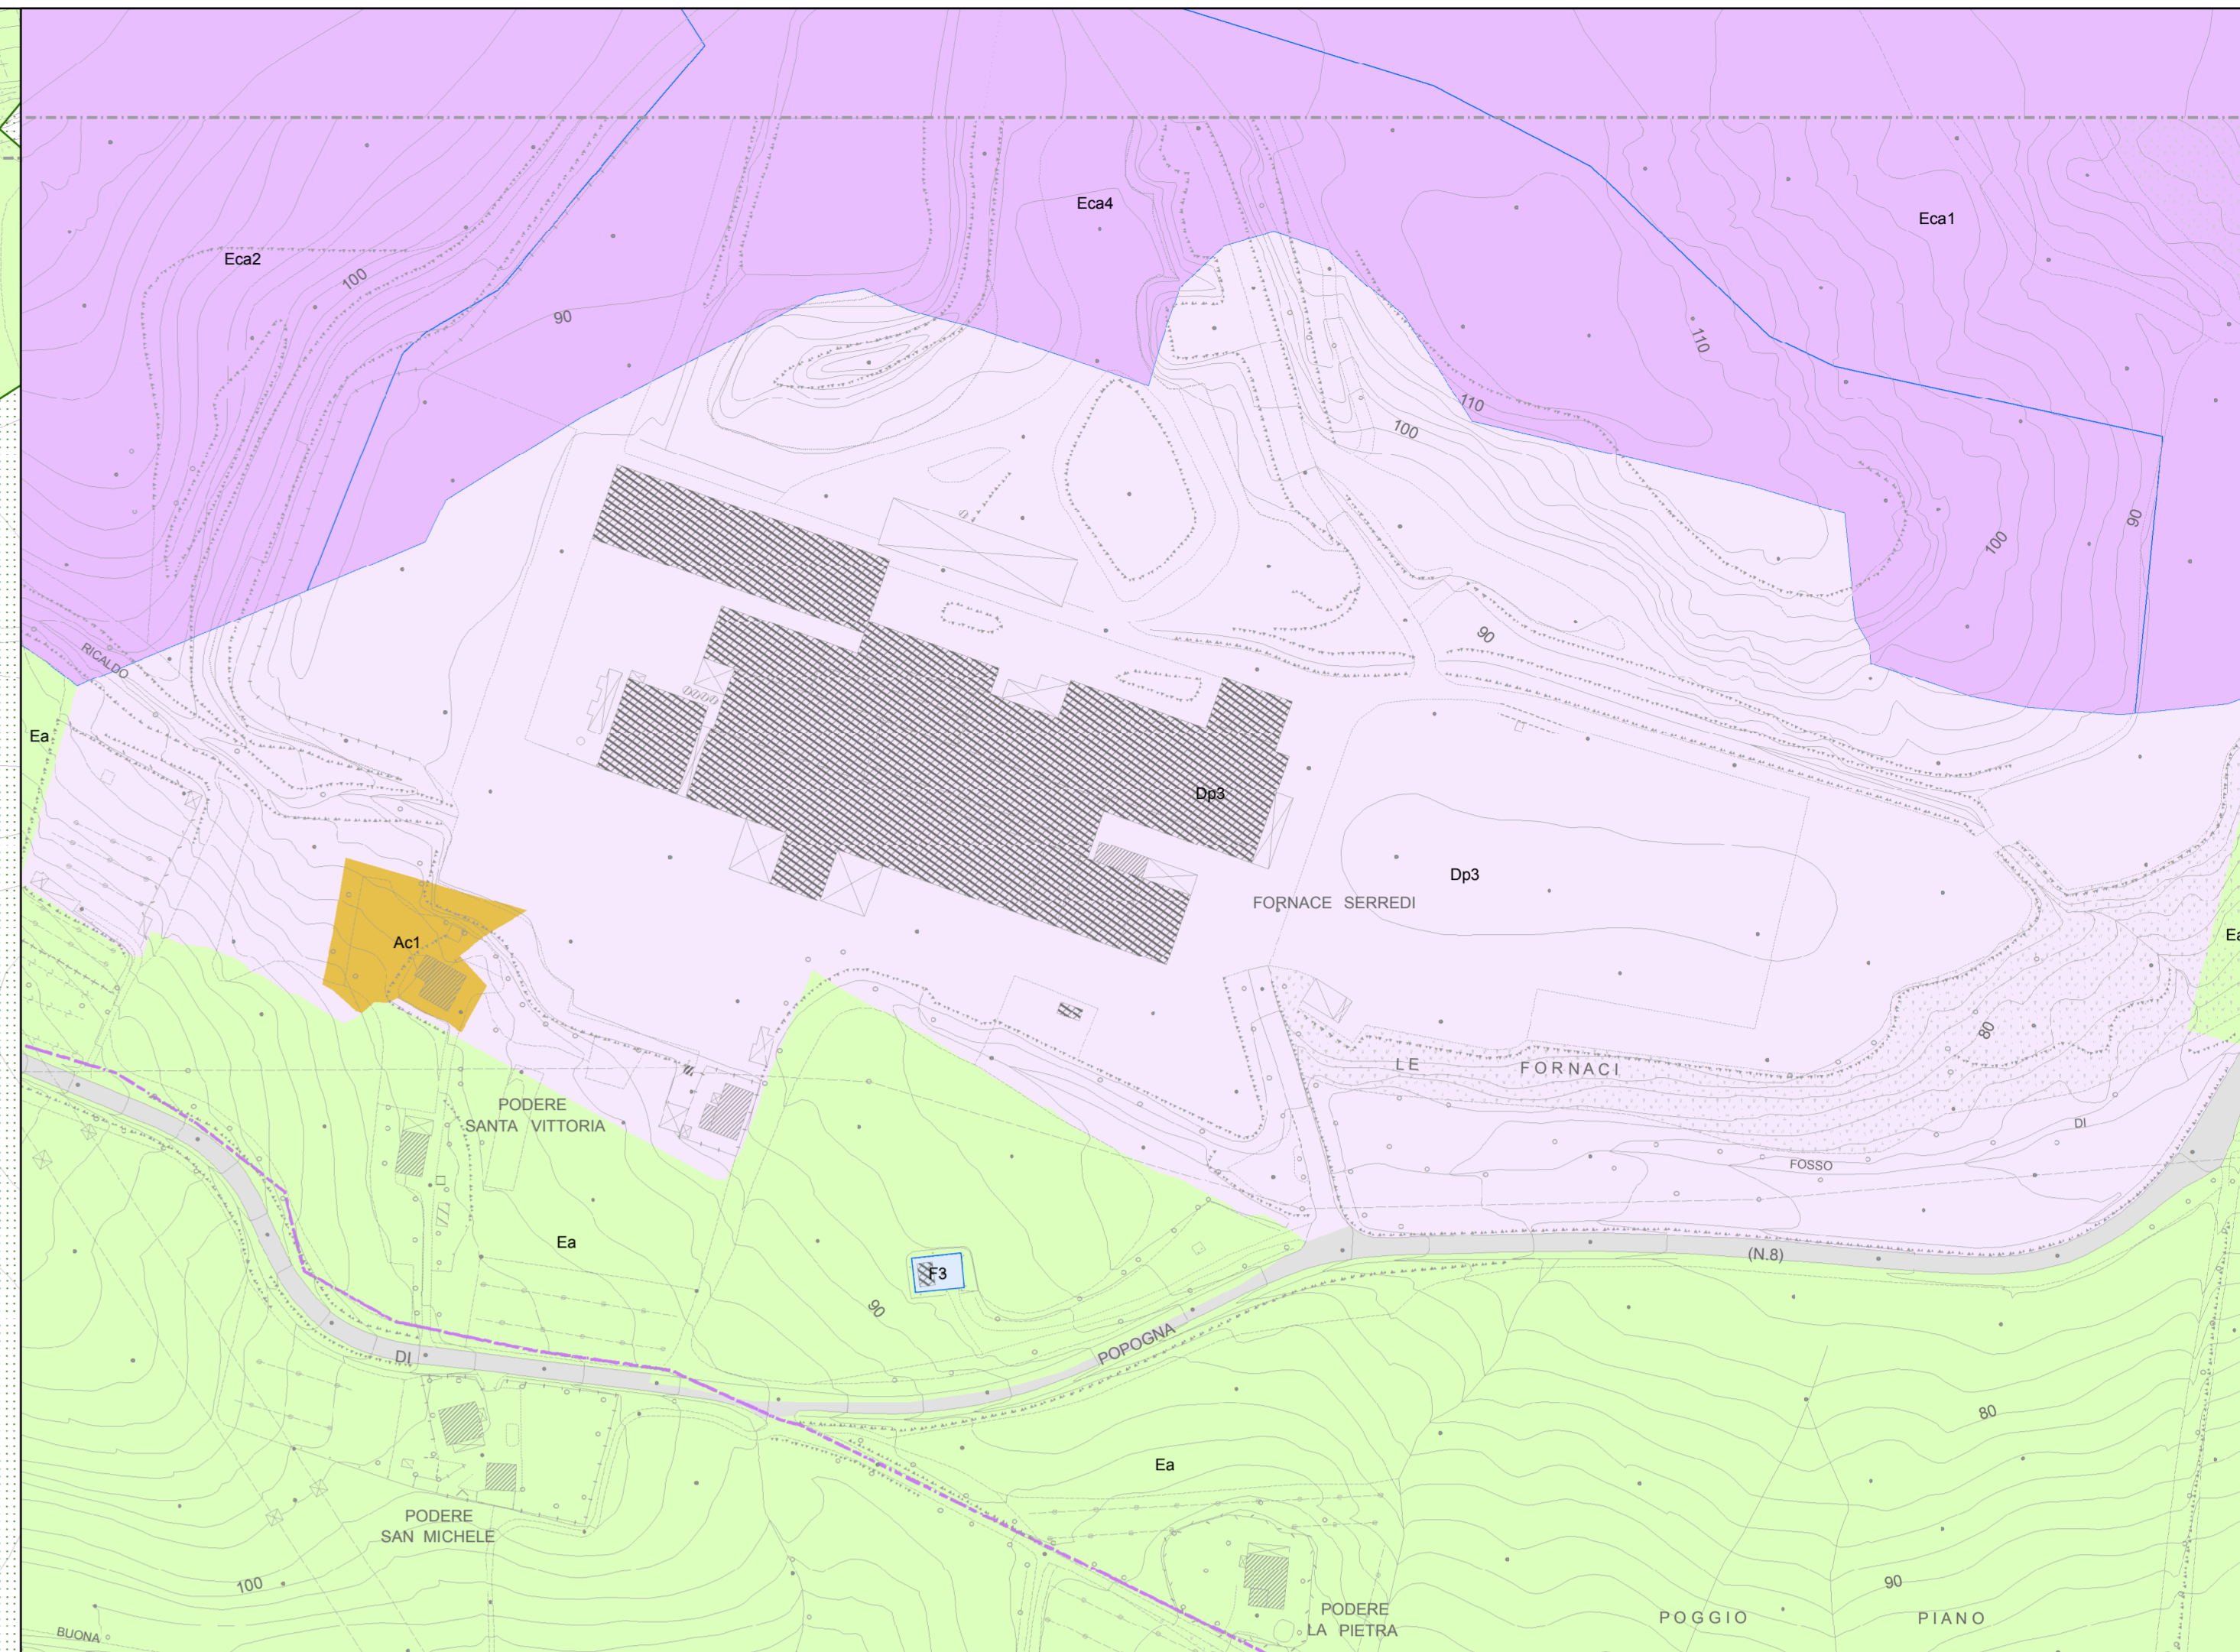 Eca4
Eca1
Eca2
100
90
110
110
100
90
100
90
RICALDO
Ea
Dp3
Dp3
FORNACE SERREDI
Ea
Ac1
80
LE FORNACI
PODERE
SANTA VITTORIA
DI
FOSSO
Ea
(N.8)
F3
90
POPOGNA
DI
80
Ea
PODERE
SAN MICHELE
100
90
PODERE
LA PIETRA
POGGIO PIANO
BUONA